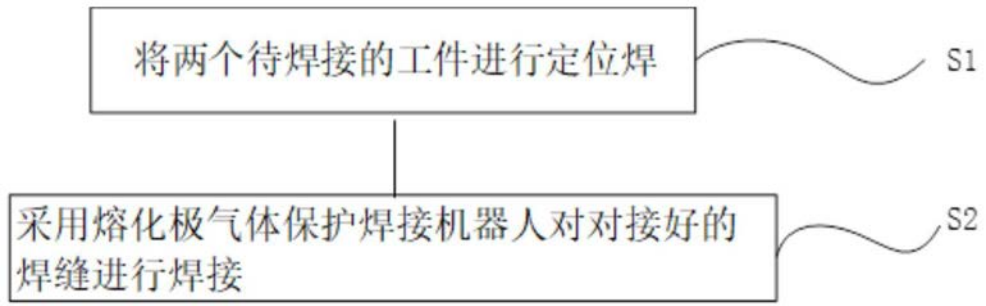 将两个待焊接的工件进行定位焊
S1
采用熔化极气体保护焊接机器人对对接好的
焊缝进行焊接
S2